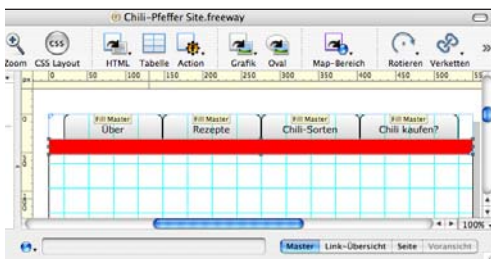 Chili-Pfeffer Site.freeway
Zoom CSS Layout HTML Tabelle Action Grafik Oval Map-Bereich Rotieren Verketten
CSS
px 0 50 100 150 200 250 300 350 400 450 500
Fill Master Fill Master Fill Master Fill Master
Über Rezepte Chili-Sorten Chili kaufen?
0
100%
Master Link-Übersicht Seite Voransicht